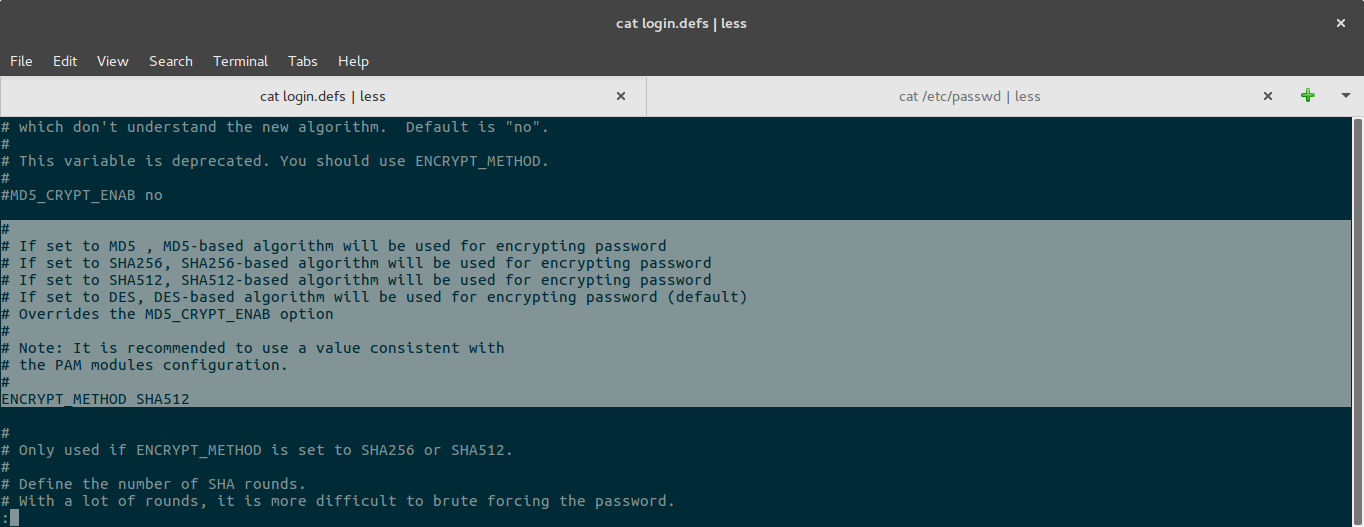 cat login.defs | less
File Edit View Search Terminal Tabs Help
cat login.defs | less
cat /etc/passwd | less
# which don't understand the new algorithm.  Default is "no".
#
# This variable is deprecated. You should use ENCRYPT_METHOD.
#
#MD5_CRYPT_ENAB no
#
# If set to MD5 , MD5-based algorithm will be used for encrypting password
# If set to SHA256, SHA256-based algorithm will be used for encrypting password
# If set to SHA512, SHA512-based algorithm will be used for encrypting password
# If set to DES, DES-based algorithm will be used for encrypting password (default)
# Overrides the MD5_CRYPT_ENAB option
#
# Note: It is recommended to use a value consistent with
# the PAM modules configuration.
#
ENCRYPT_METHOD SHA512
#
# Only used if ENCRYPT_METHOD is set to SHA256 or SHA512.
#
# Define the number of SHA rounds.
# With a lot of rounds, it is more difficult to brute forcing the password.
: